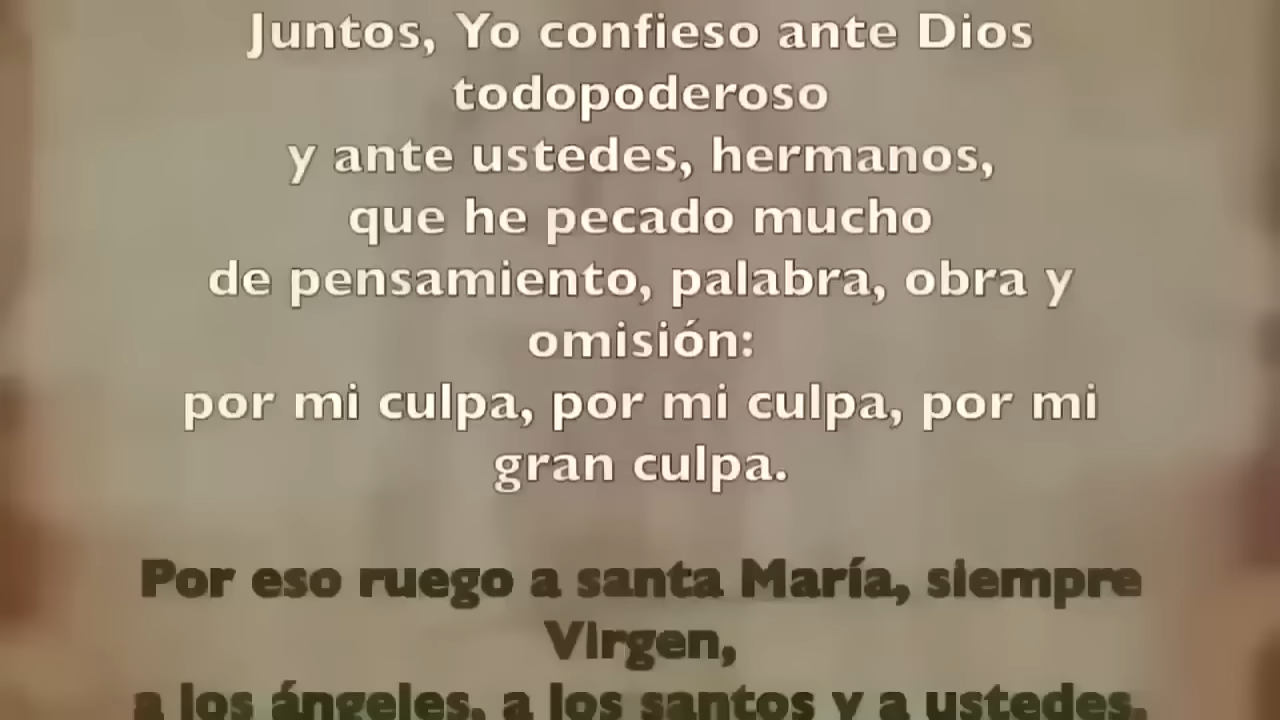 Juntos, Yo confieso ante Dios
todopoderoso
y ante ustedes, hermanos,
que he pecado mucho
de pensamiento, palabra, obra y
omisión:
por mi culpa, por mi culpa, por mi
gran culpa.
Por eso ruego a santa María, siempre
Virgen,
a los ángeles, a los santos y a ustedes,